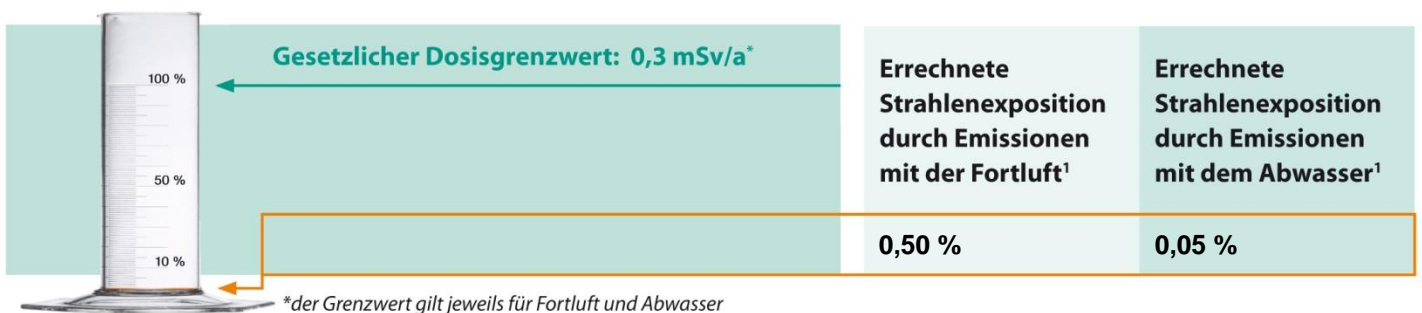 Gesetzlicher Dosisgrenzwert: 0,3 mSv/a*
100 %
50 %
10 %
Errechnete
Strahlenexposition
durch Emissionen
mit der Fortluft¹
0,50 %
Errechnete
Strahlenexposition
durch Emissionen
mit dem Abwasser¹
0,05 %
*der Grenzwert gilt jeweils für Fortluft und Abwasser